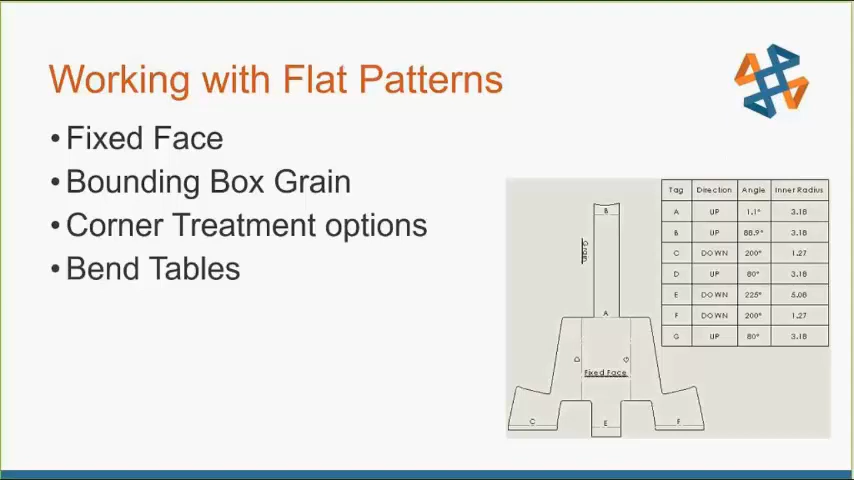 Working with Flat Patterns
•Fixed Face
•Bounding Box Grain
•Corner Treatment options
•Bend Tables
Tag Direction Angle Inner Radius
A UP 1.1° 3.18
B UP 88.9° 3.18
C DOWN 200° 1.27
D UP 80° 3.18
E DOWN 225° 5.08
F DOWN 200° 1.27
G UP 80° 3.18
B
Grain
A
D
G
Fixed Face
C
E
F